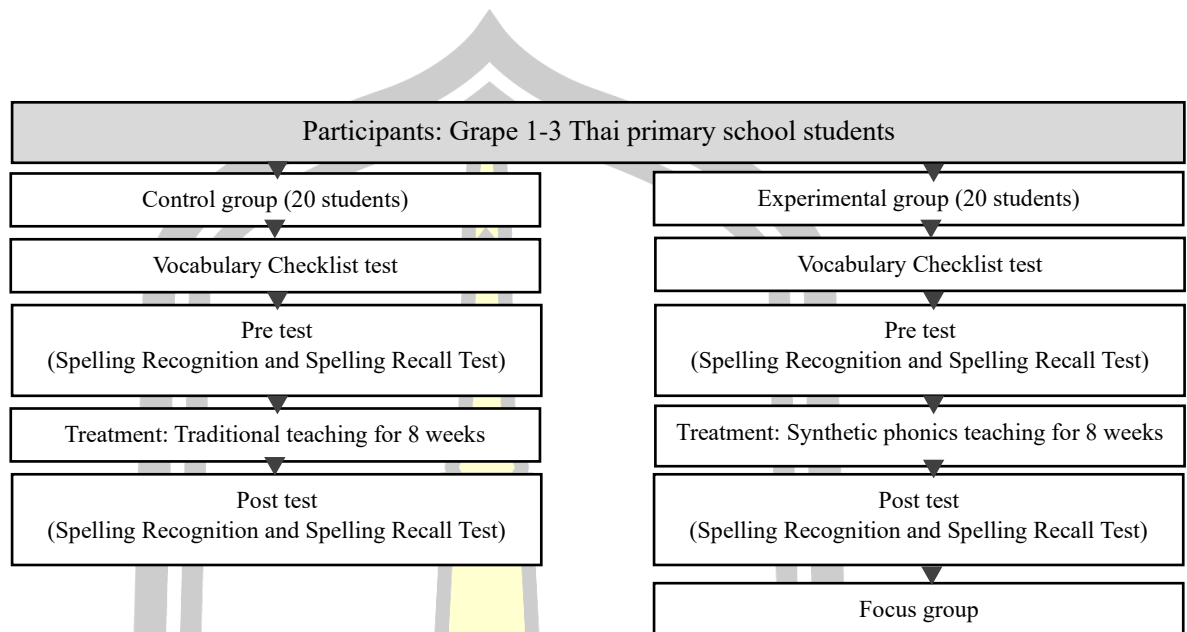 Participants: Grape 1-3 Thai primary school students
Control group (20 students)
Vocabulary Checklist test
Pre test
(Spelling Recognition and Spelling Recall Test)
Treatment: Traditional teaching for 8 weeks
Post test
(Spelling Recognition and Spelling Recall Test)
Experimental group (20 students)
Vocabulary Checklist test
Pre test
(Spelling Recognition and Spelling Recall Test)
Treatment: Synthetic phonics teaching for 8 weeks
Post test
(Spelling Recognition and Spelling Recall Test)
Focus group